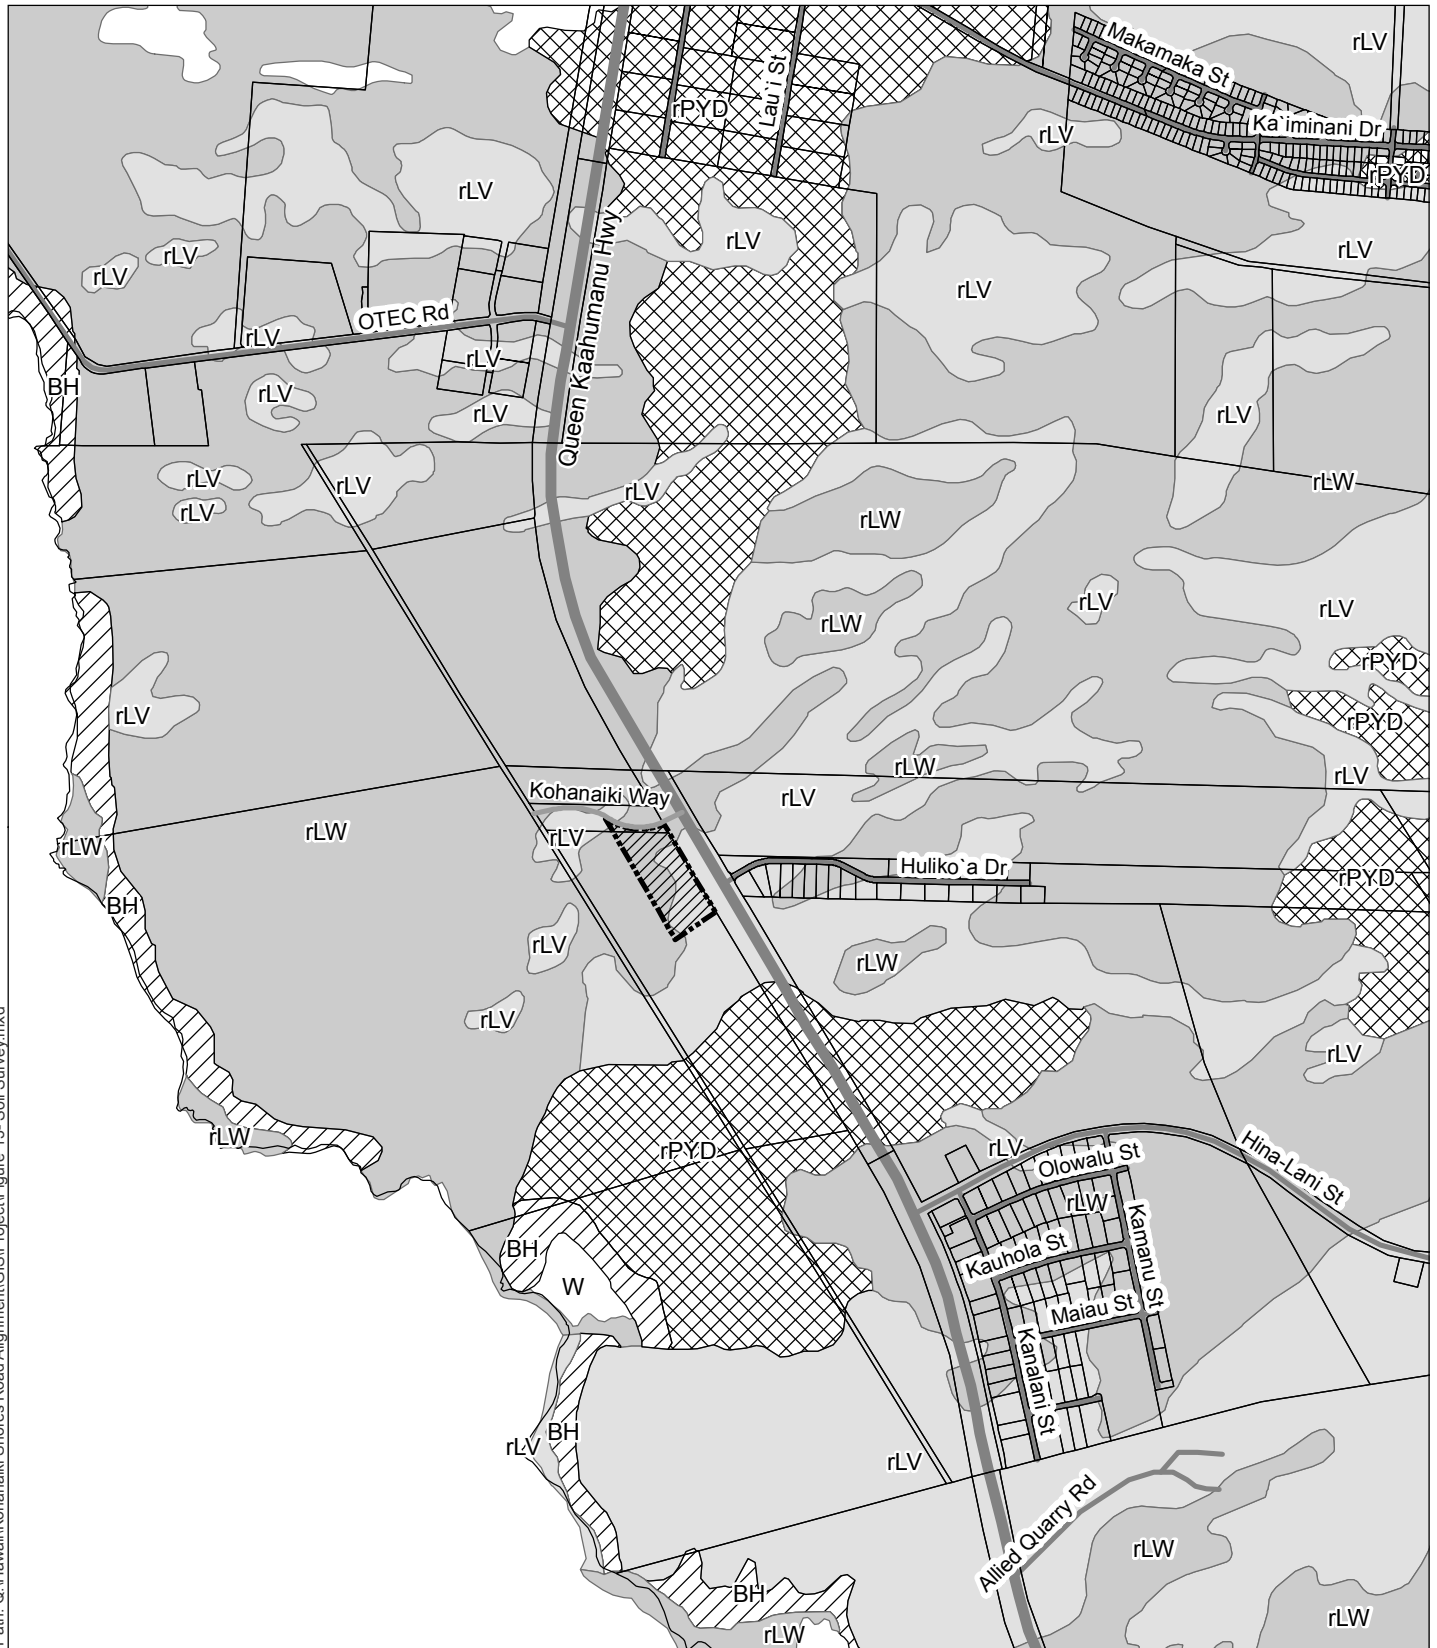 rLV
Makamaka St
Lau`i St
rPYD
Ka`iminani Dr
rLV
rPYD
rLV
Queen Kaahumanu Hwy
rLV
rLV
rLV
rLV
rLV
OTEC Rd
rLV
rLV
BH
rLV
rLV
rLV
rLV
rLV
rLV
rLV
rLW
rLV
rLW
rLV
rLV
rLW
rPYD
rLV
rPYD
rLW
rLV
Kohanaiki Way
rLV
rLW
rLV
rLW
Huliko`a Dr
rPYD
BH
rLV
rLW
rLV
rLV
rLW
rPYD
rLV
Olowalu St
Hina-Lani St
rLW
Kamanu St
BH
Kauhola St
W
Maiau St
Kanalani St
BH
rLV
rLV
Allied Quarry Rd
rLW
BH
rLW
rLW